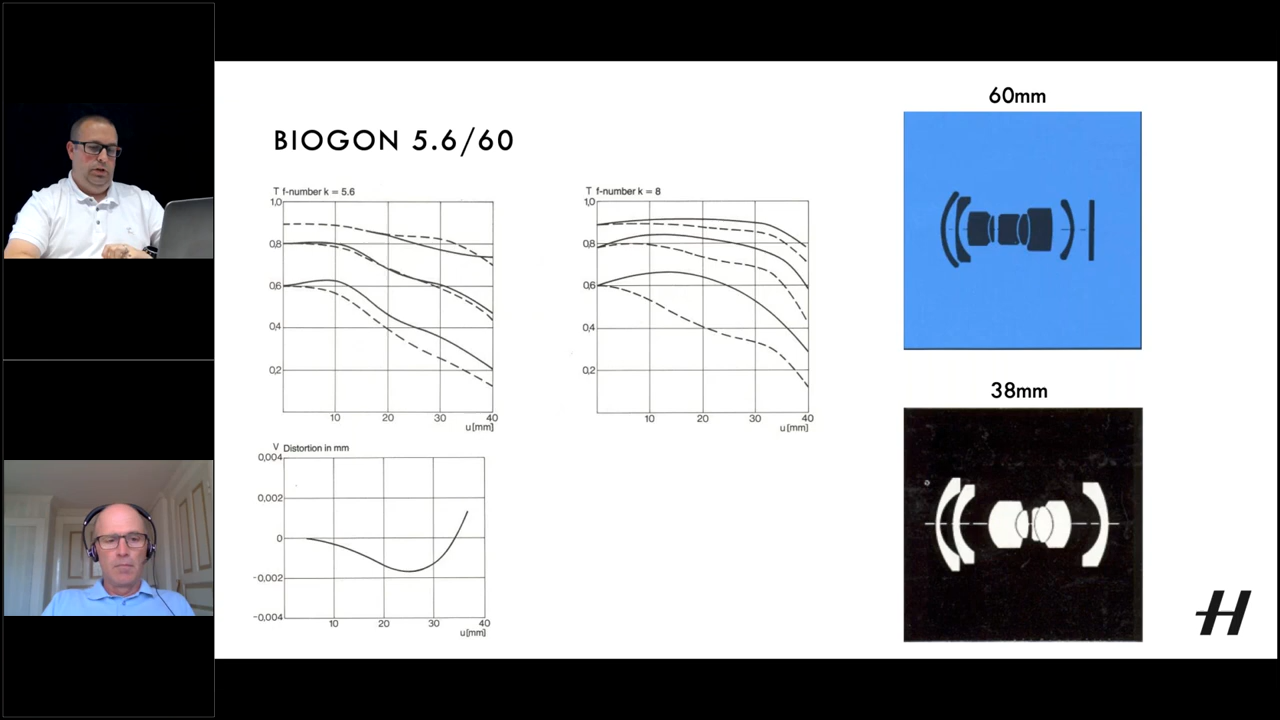 BIOGON 5.6/60
T f-number k = 5.6
1,0
0,8
0,6
0,4
0,2
10 20 30 40
u[mm]
T f-number k = 8
1,0
0,8
0,6
0,4
0,2
10 20 30 40
u[mm]
V Distortion in mm
0,004
0,002
0
-0,002
-0,004
10 20 30 40
u[mm]
60mm
38mm
H